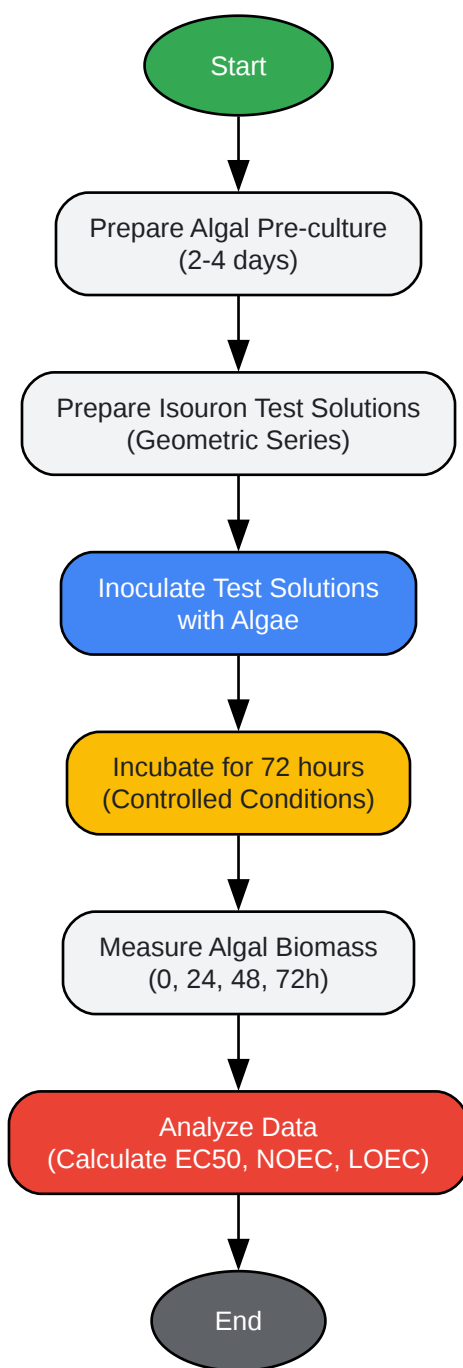 Start
Prepare Algal Pre-culture
(2-4 days)
Prepare Isouron Test Solutions
(Geometric Series)
Inoculate Test Solutions
with Algae
Incubate for 72 hours
(Controlled Conditions)
Measure Algal Biomass
(0, 24, 48, 72h)
Analyze Data
(Calculate EC50, NOEC, LOEC)
End